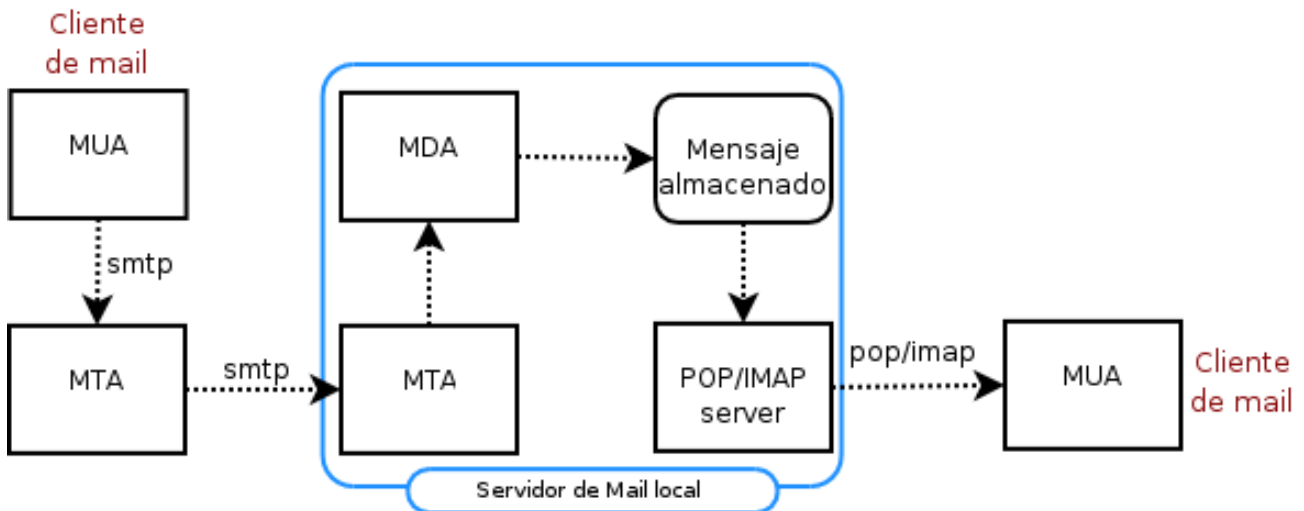 Cliente
de mail
MUA
smtp
MTA
smtp
MTA
MDA
Mensaje
almacenado
POP/IMAP
server
pop/imap
MUA
Cliente
de mail
Servidor de Mail local